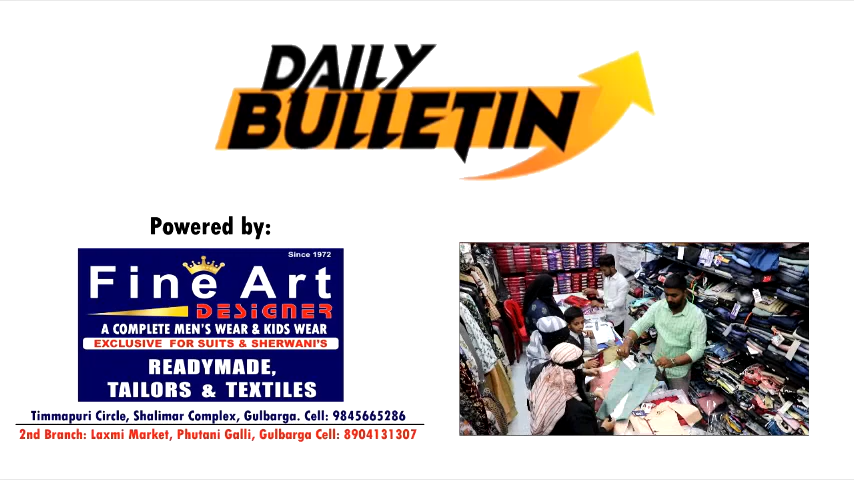 DAILY
BULLETIN
Powered by:
Since 1972
Fine Art
DESIGNER
A COMPLETE MEN'S WEAR & KIDS WEAR
EXCLUSIVE FOR SUITS & SHERWANI'S
READYMADE,
TAILORS & TEXTILES
Timmapuri Circle, Shalimar Complex, Gulbarga. Cell: 9845665286
2nd Branch: Laxmi Market, Phutani Galli, Gulbarga Cell: 8904131307